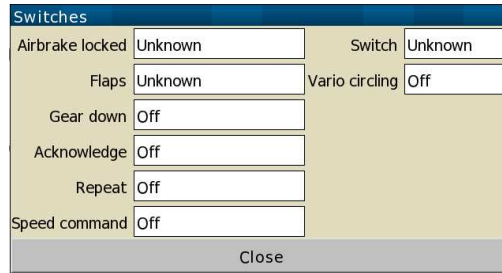 Switches
Airbrake locked Unknown Switch Unknown
Flaps Unknown Vario circling Off
Gear down Off
Acknowledge Off
Repeat Off
Speed command Off
Close